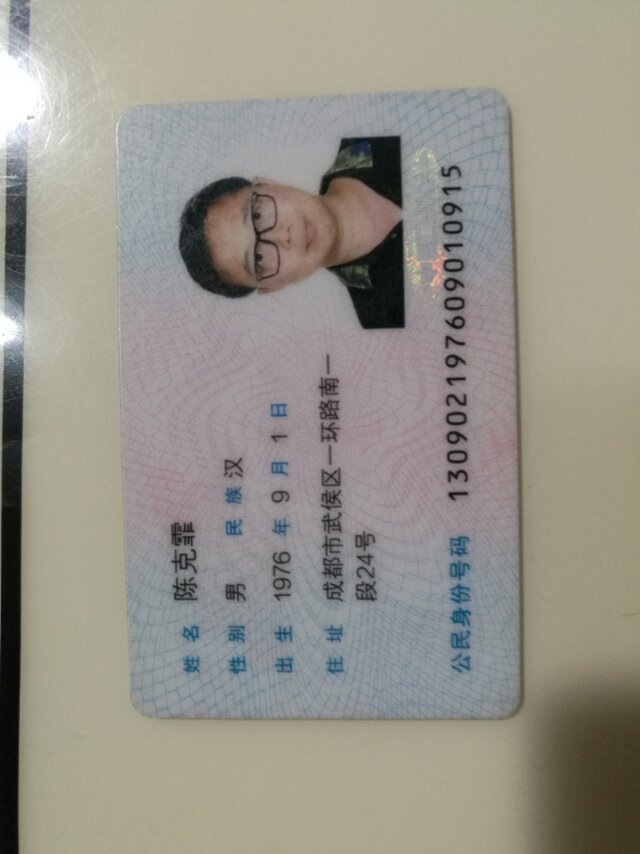 姓名 陈克霏
性别 男 民族 汉
出生 1976 年 9 月 1 日
住址 成都市武侯区一环路南一
段24号
公民身份号码 130902197609010915